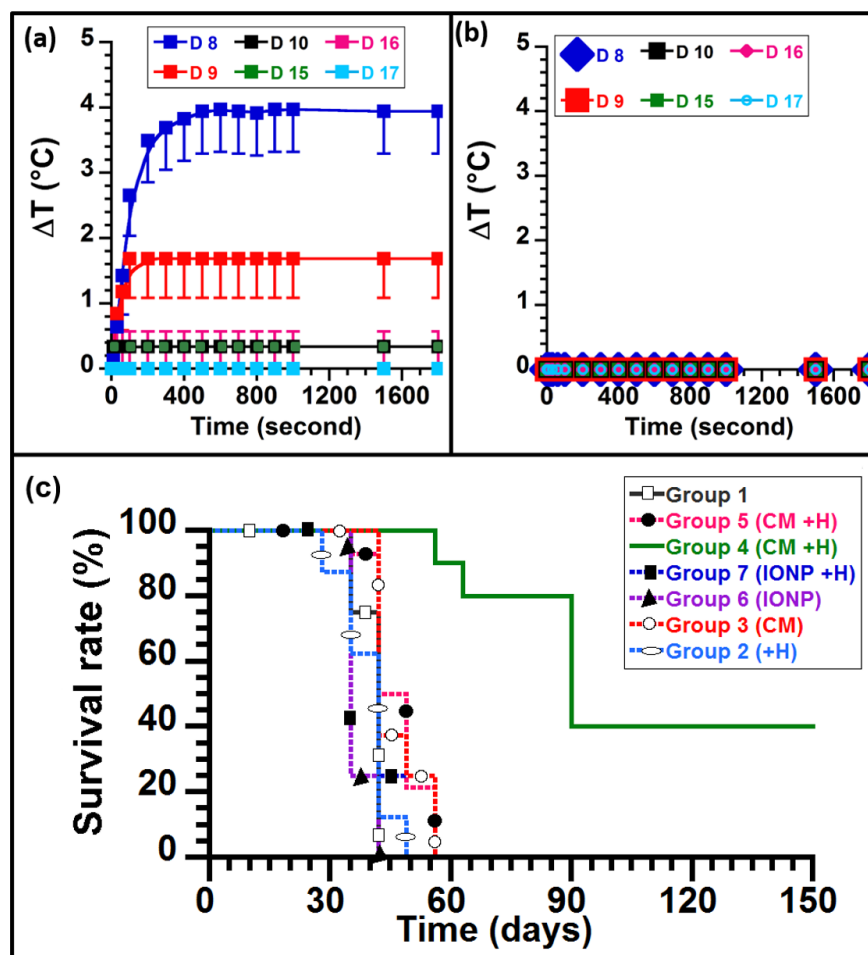 (a)
D 8 D 10 D 16
D 9 D 15 D 17
5
4
3
2
1
0
ΔT (°C)
0 400 800 1200 1600
Time (second)
(b)
D 8 D 10 D 16
D 9 D 15 D 17
5
4
3
2
1
0
ΔT (°C)
0 400 800 1200 1600
Time (second)
(c)
Group 1
Group 5 (CM +H)
Group 4 (CM +H)
Group 7 (IONP +H)
Group 6 (IONP)
Group 3 (CM)
Group 2 (+H)
100
80
60
40
20
0
Survival rate (%)
0 30 60 90 120 150
Time (days)